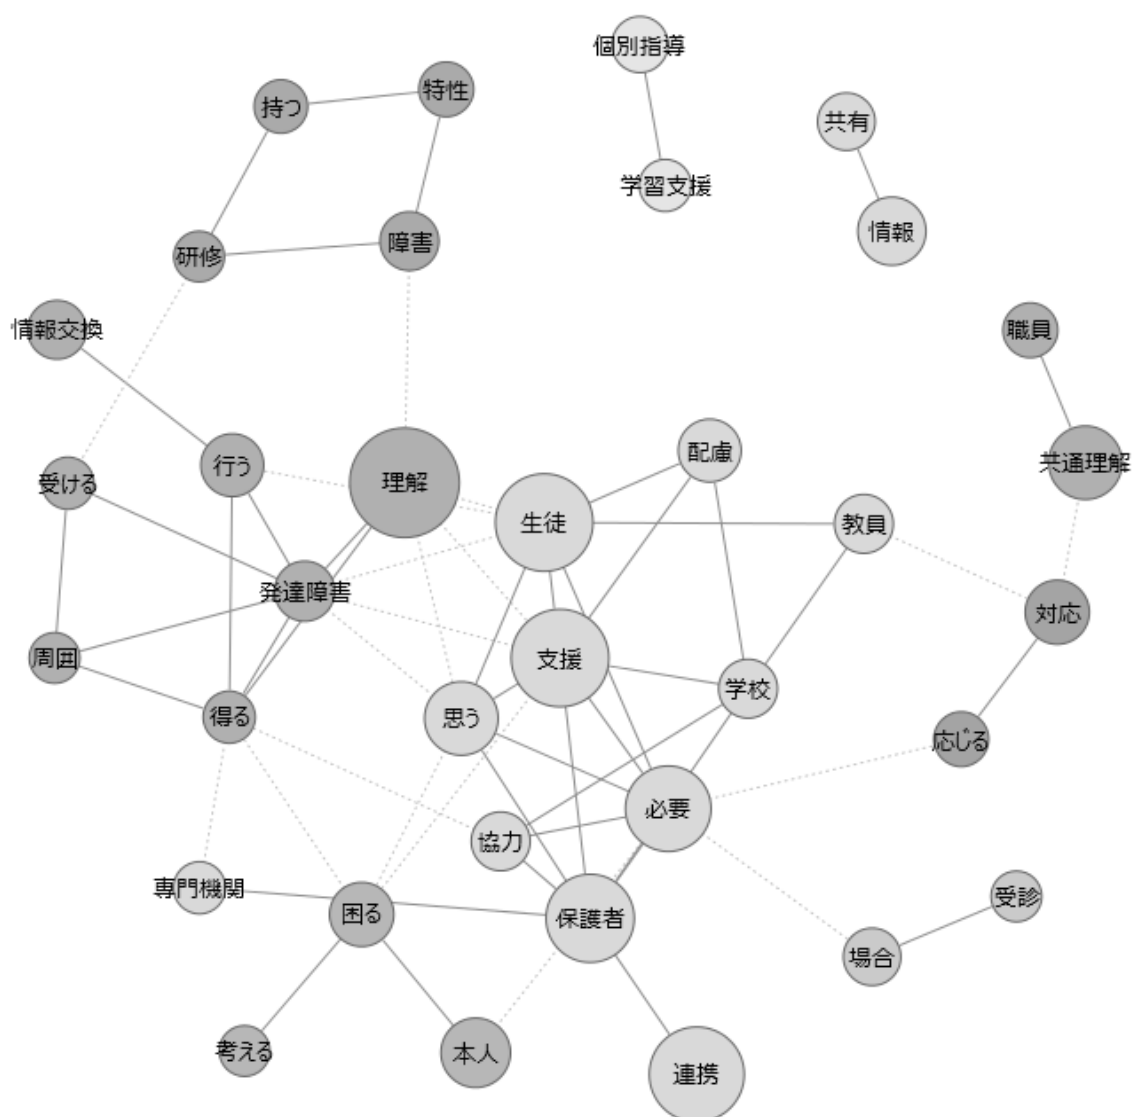 個別指導
特性
持つ
共有
学習支援
情報
障害
研修
情報交換
職員
配慮
共通理解
行う
理解
受ける
生徒
教員
発達障害
対応
周囲
支援
学校
得る
思う
応じる
必要
協力
専門機関
受診
困る
保護者
場合
考える
本人
連携